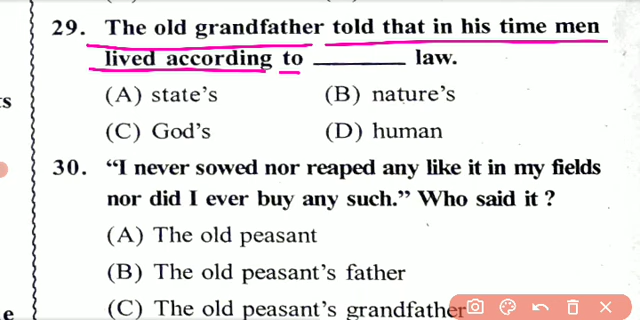 29. The old grandfather told that in his time men
lived according to ________ law.
(A) state's (B) nature's
(C) God's (D) human
30. "I never sowed nor reaped any like it in my fields
nor did I ever buy any such." Who said it ?
(A) The old peasant
(B) The old peasant's father
(C) The old peasant's grandfather
s
e